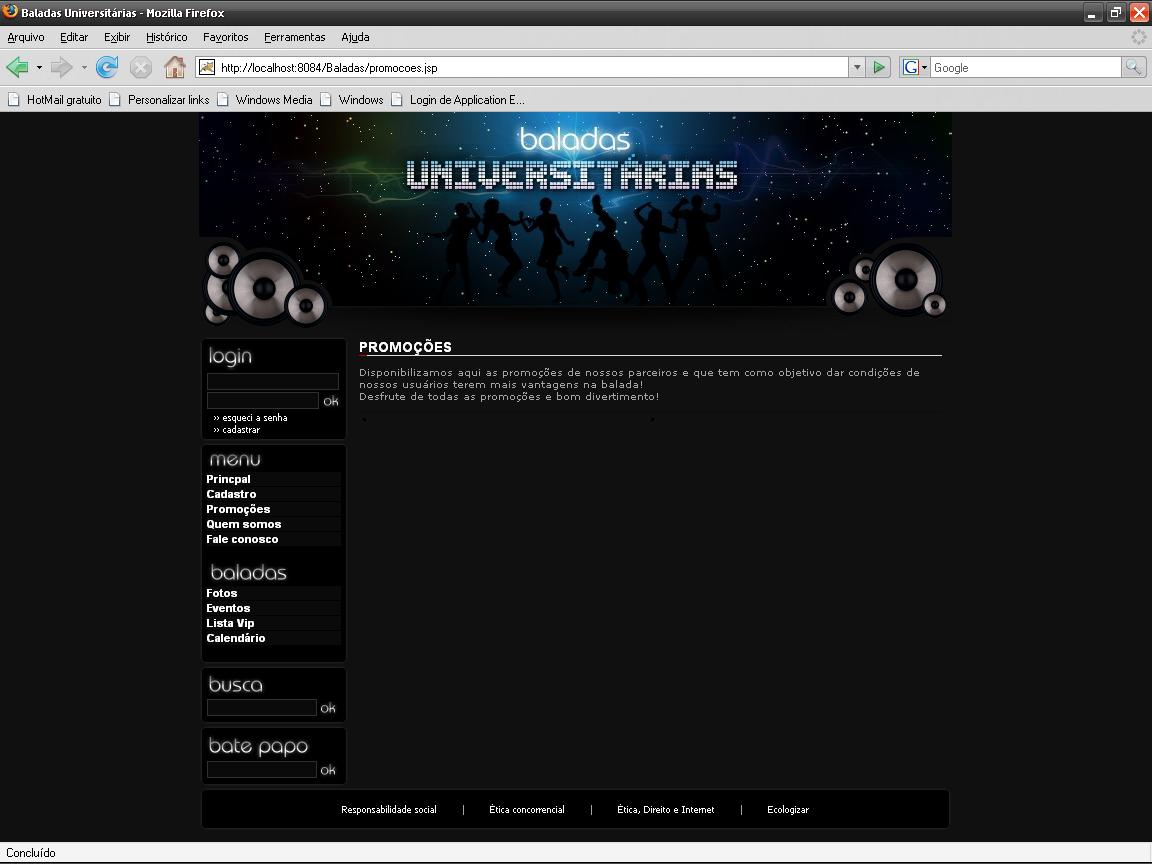 Baladas Universitárias - Mozilla Firefox
Arquivo Editar Exibir Histórico Favoritos Ferramentas Ajuda
http://localhost:8084/Baladas/promocoes.jsp
G Google
HotMail gratuito Personalizar links Windows Media Windows Login de Application E...
baladas
UNIVERSITÁRIAS
login
ok
›› esqueci a senha
›› cadastrar
menu
Princpal
Cadastro
Promoções
Quem somos
Fale conosco
baladas
Fotos
Eventos
Lista Vip
Calendário
busca
ok
bate papo
ok
PROMOÇÕES
Disponibilizamos aqui as promoções de nossos parceiros e que tem como objetivo dar condições de
nossos usuários terem mais vantagens na balada!
Desfrute de todas as promoções e bom divertimento!
Responsabilidade social | Ética concorrencial | Ética, Direito e Internet | Ecologizar
Concluído